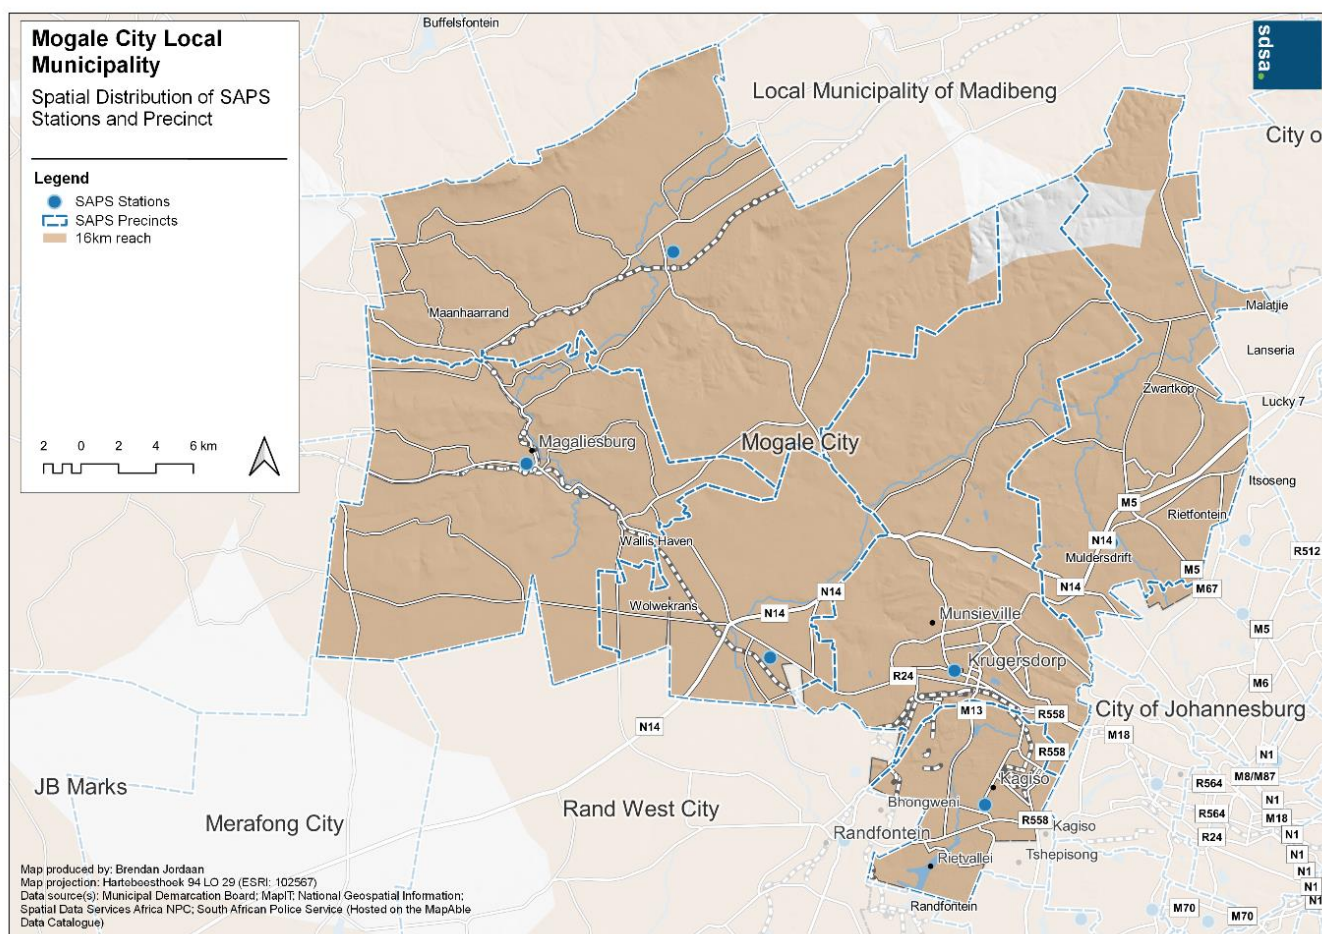 Mogale City Local
Municipality
Spatial Distribution of SAPS
Stations and Precinct
Legend
SAPS Stations
SAPS Precincts
16km reach
2 0 2 4 6 km
sdsa.
Buffelsfontein
Local Municipality of Madibeng
City o
Maanhaarrand
Malatjie
Lanseria
Zwartkop
Lucky 7
Magaliesburg
Mogale City
Itsoseng
M5
Rietfontein
Wallis Haven
N14
R512
Muldersdrift
M5
N14
M67
N14
Wolwekrans
N14
Munsieville
M5
Krugersdorp
R24
M6
M13
R558
City of Johannesburg
N14
M18
R558
N1
JB Marks
Kagiso
R564
M8/M87
Rand West City
Bhongweni
N1
Merafong City
R558
Kagiso
R564
M18
Randfontein
R24
N1
Rietvallei
Tshepisong
N1
N1
N1
N1
Randfontein
M70
M70
Map produced by: Brendan Jordaan
Map projection: Hartebeesthoek 94 LO 29 (ESRI: 102567)
Data source(s): Municipal Demarcation Board; MapIT; National Geospatial Information;
Spatial Data Services Africa NPC; South African Police Service (Hosted on the MapAble
Data Catalogue)